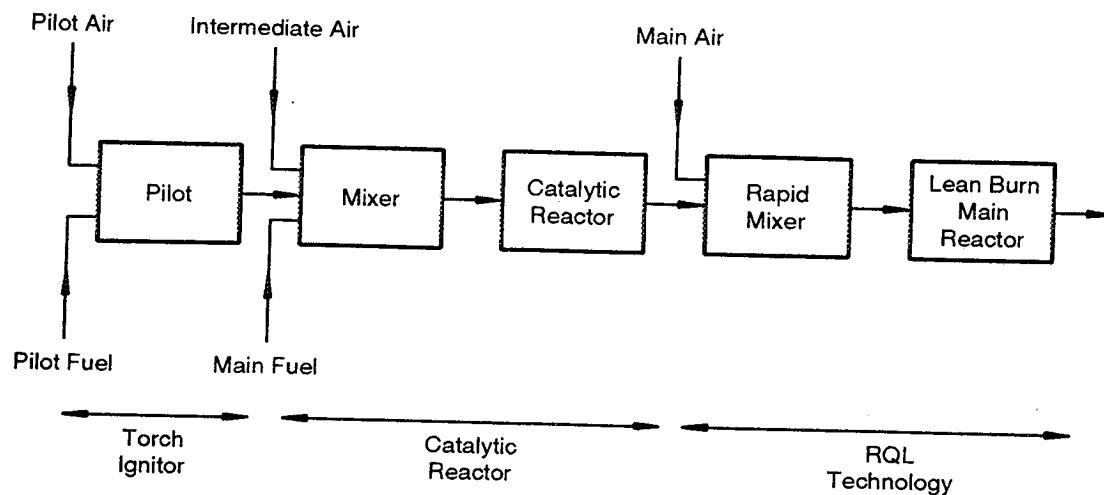 Pilot Air
Intermediate Air
Main Air
Pilot
Mixer
Catalytic
Reactor
Rapid
Mixer
Lean Burn
Main
Reactor
Pilot Fuel
Main Fuel
Torch
Ignitor
Catalytic
Reactor
RQL
Technology